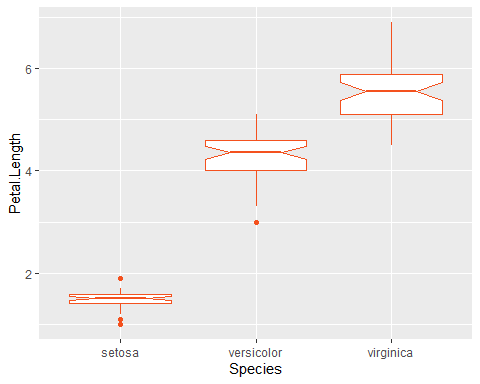 Petal.Length
6
4
2
setosa versicolor virginica
Species